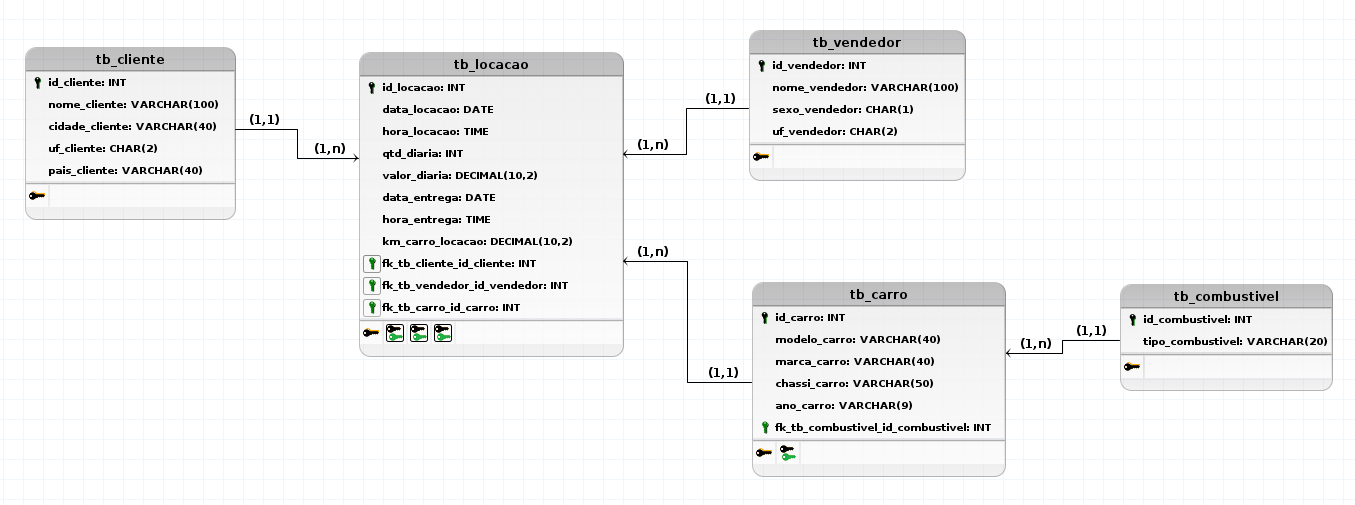 tb_cliente
id_cliente: INT
nome_cliente: VARCHAR(100)
cidade_cliente: VARCHAR(40)
uf_cliente: CHAR(2)
pais_cliente: VARCHAR(40)
(1,1)
(1,n)
tb_locacao
id_locacao: INT
data_locacao: DATE
hora_locacao: TIME
qtd_diaria: INT
valor_diaria: DECIMAL(10,2)
data_entrega: DATE
hora_entrega: TIME
km_carro_locacao: DECIMAL(10,2)
fk_tb_cliente_id_cliente: INT
fk_tb_vendedor_id_vendedor: INT
fk_tb_carro_id_carro: INT
(1,n)
(1,1)
tb_vendedor
id_vendedor: INT
nome_vendedor: VARCHAR(100)
sexo_vendedor: CHAR(1)
uf_vendedor: CHAR(2)
(1,n)
(1,1)
tb_carro
id_carro: INT
modelo_carro: VARCHAR(40)
marca_carro: VARCHAR(40)
chassi_carro: VARCHAR(50)
ano_carro: VARCHAR(9)
fk_tb_combustivel_id_combustivel: INT
(1,n)
(1,1)
tb_combustivel
id_combustivel: INT
tipo_combustivel: VARCHAR(20)